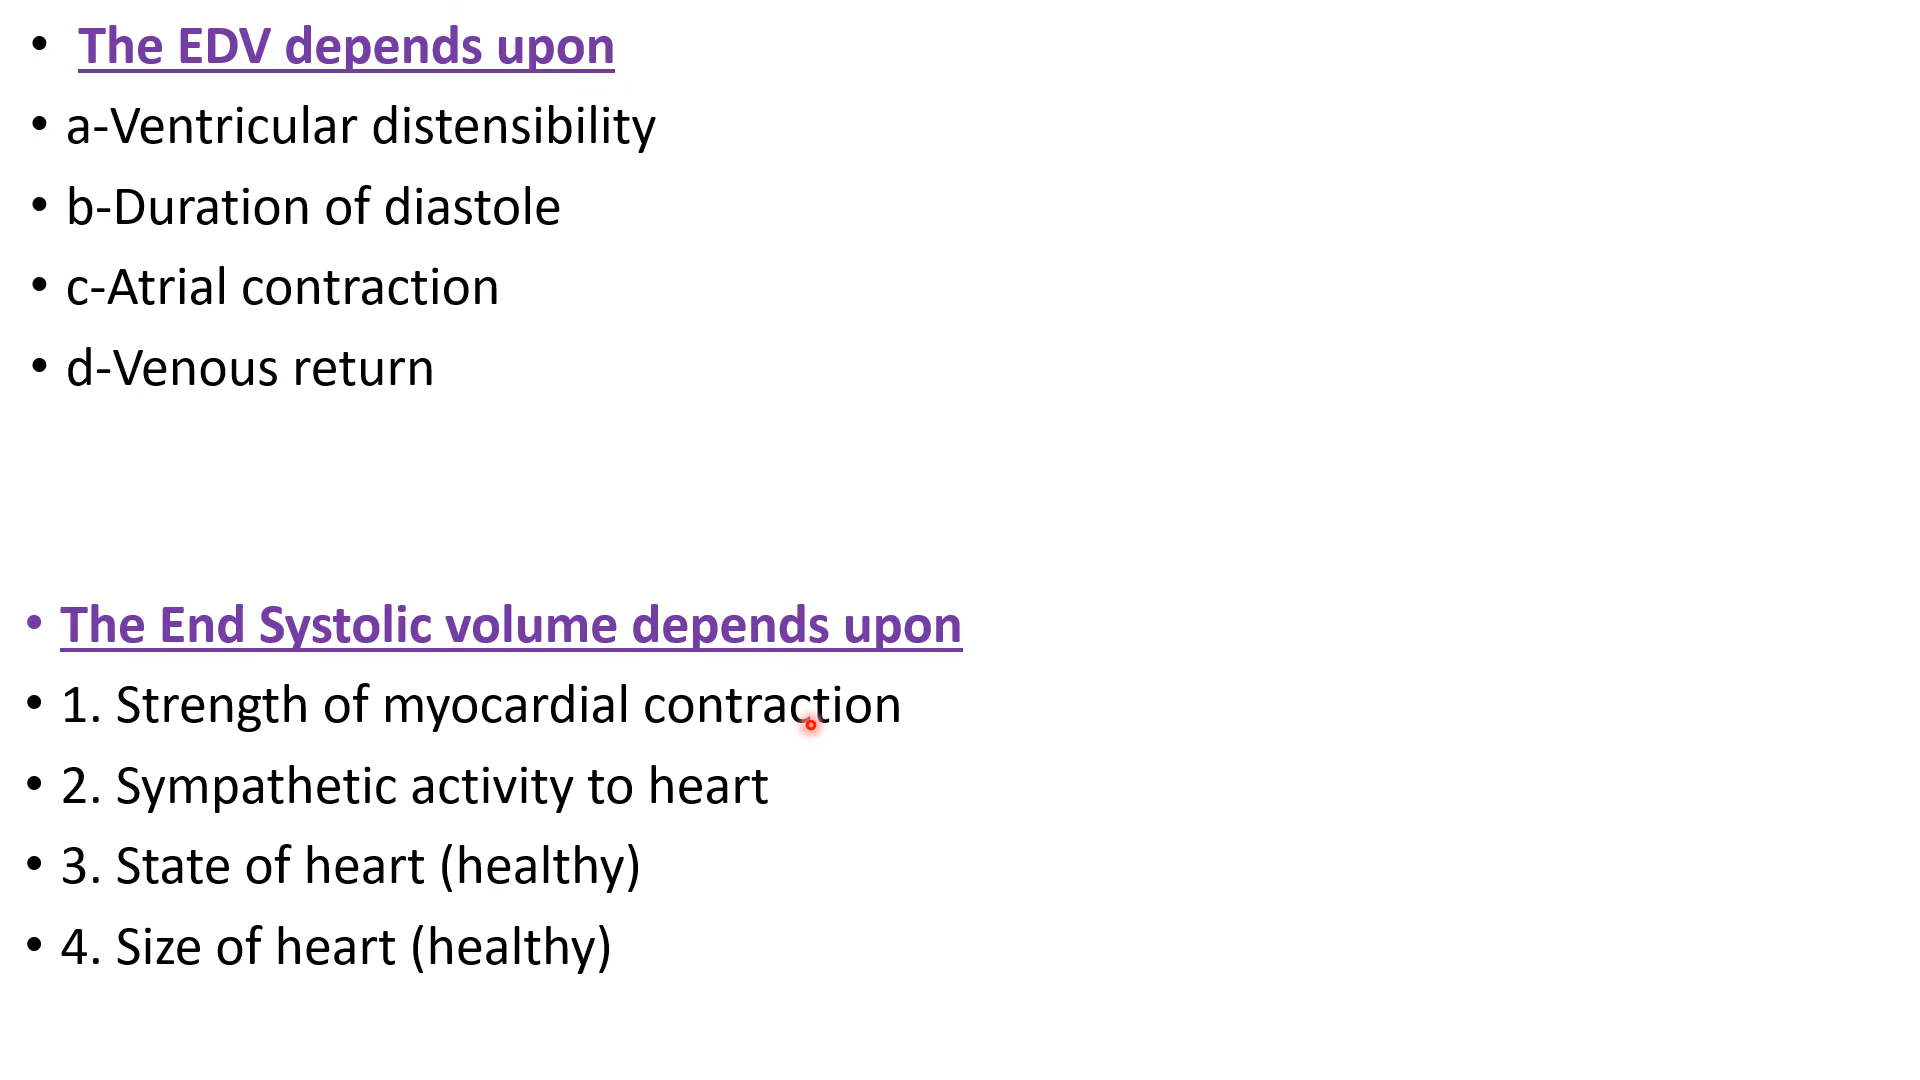 • The EDV depends upon
• a-Ventricular distensibility
• b-Duration of diastole
• c-Atrial contraction
• d-Venous return
• The End Systolic volume depends upon
• 1. Strength of myocardial contraction
• 2. Sympathetic activity to heart
• 3. State of heart (healthy)
• 4. Size of heart (healthy)